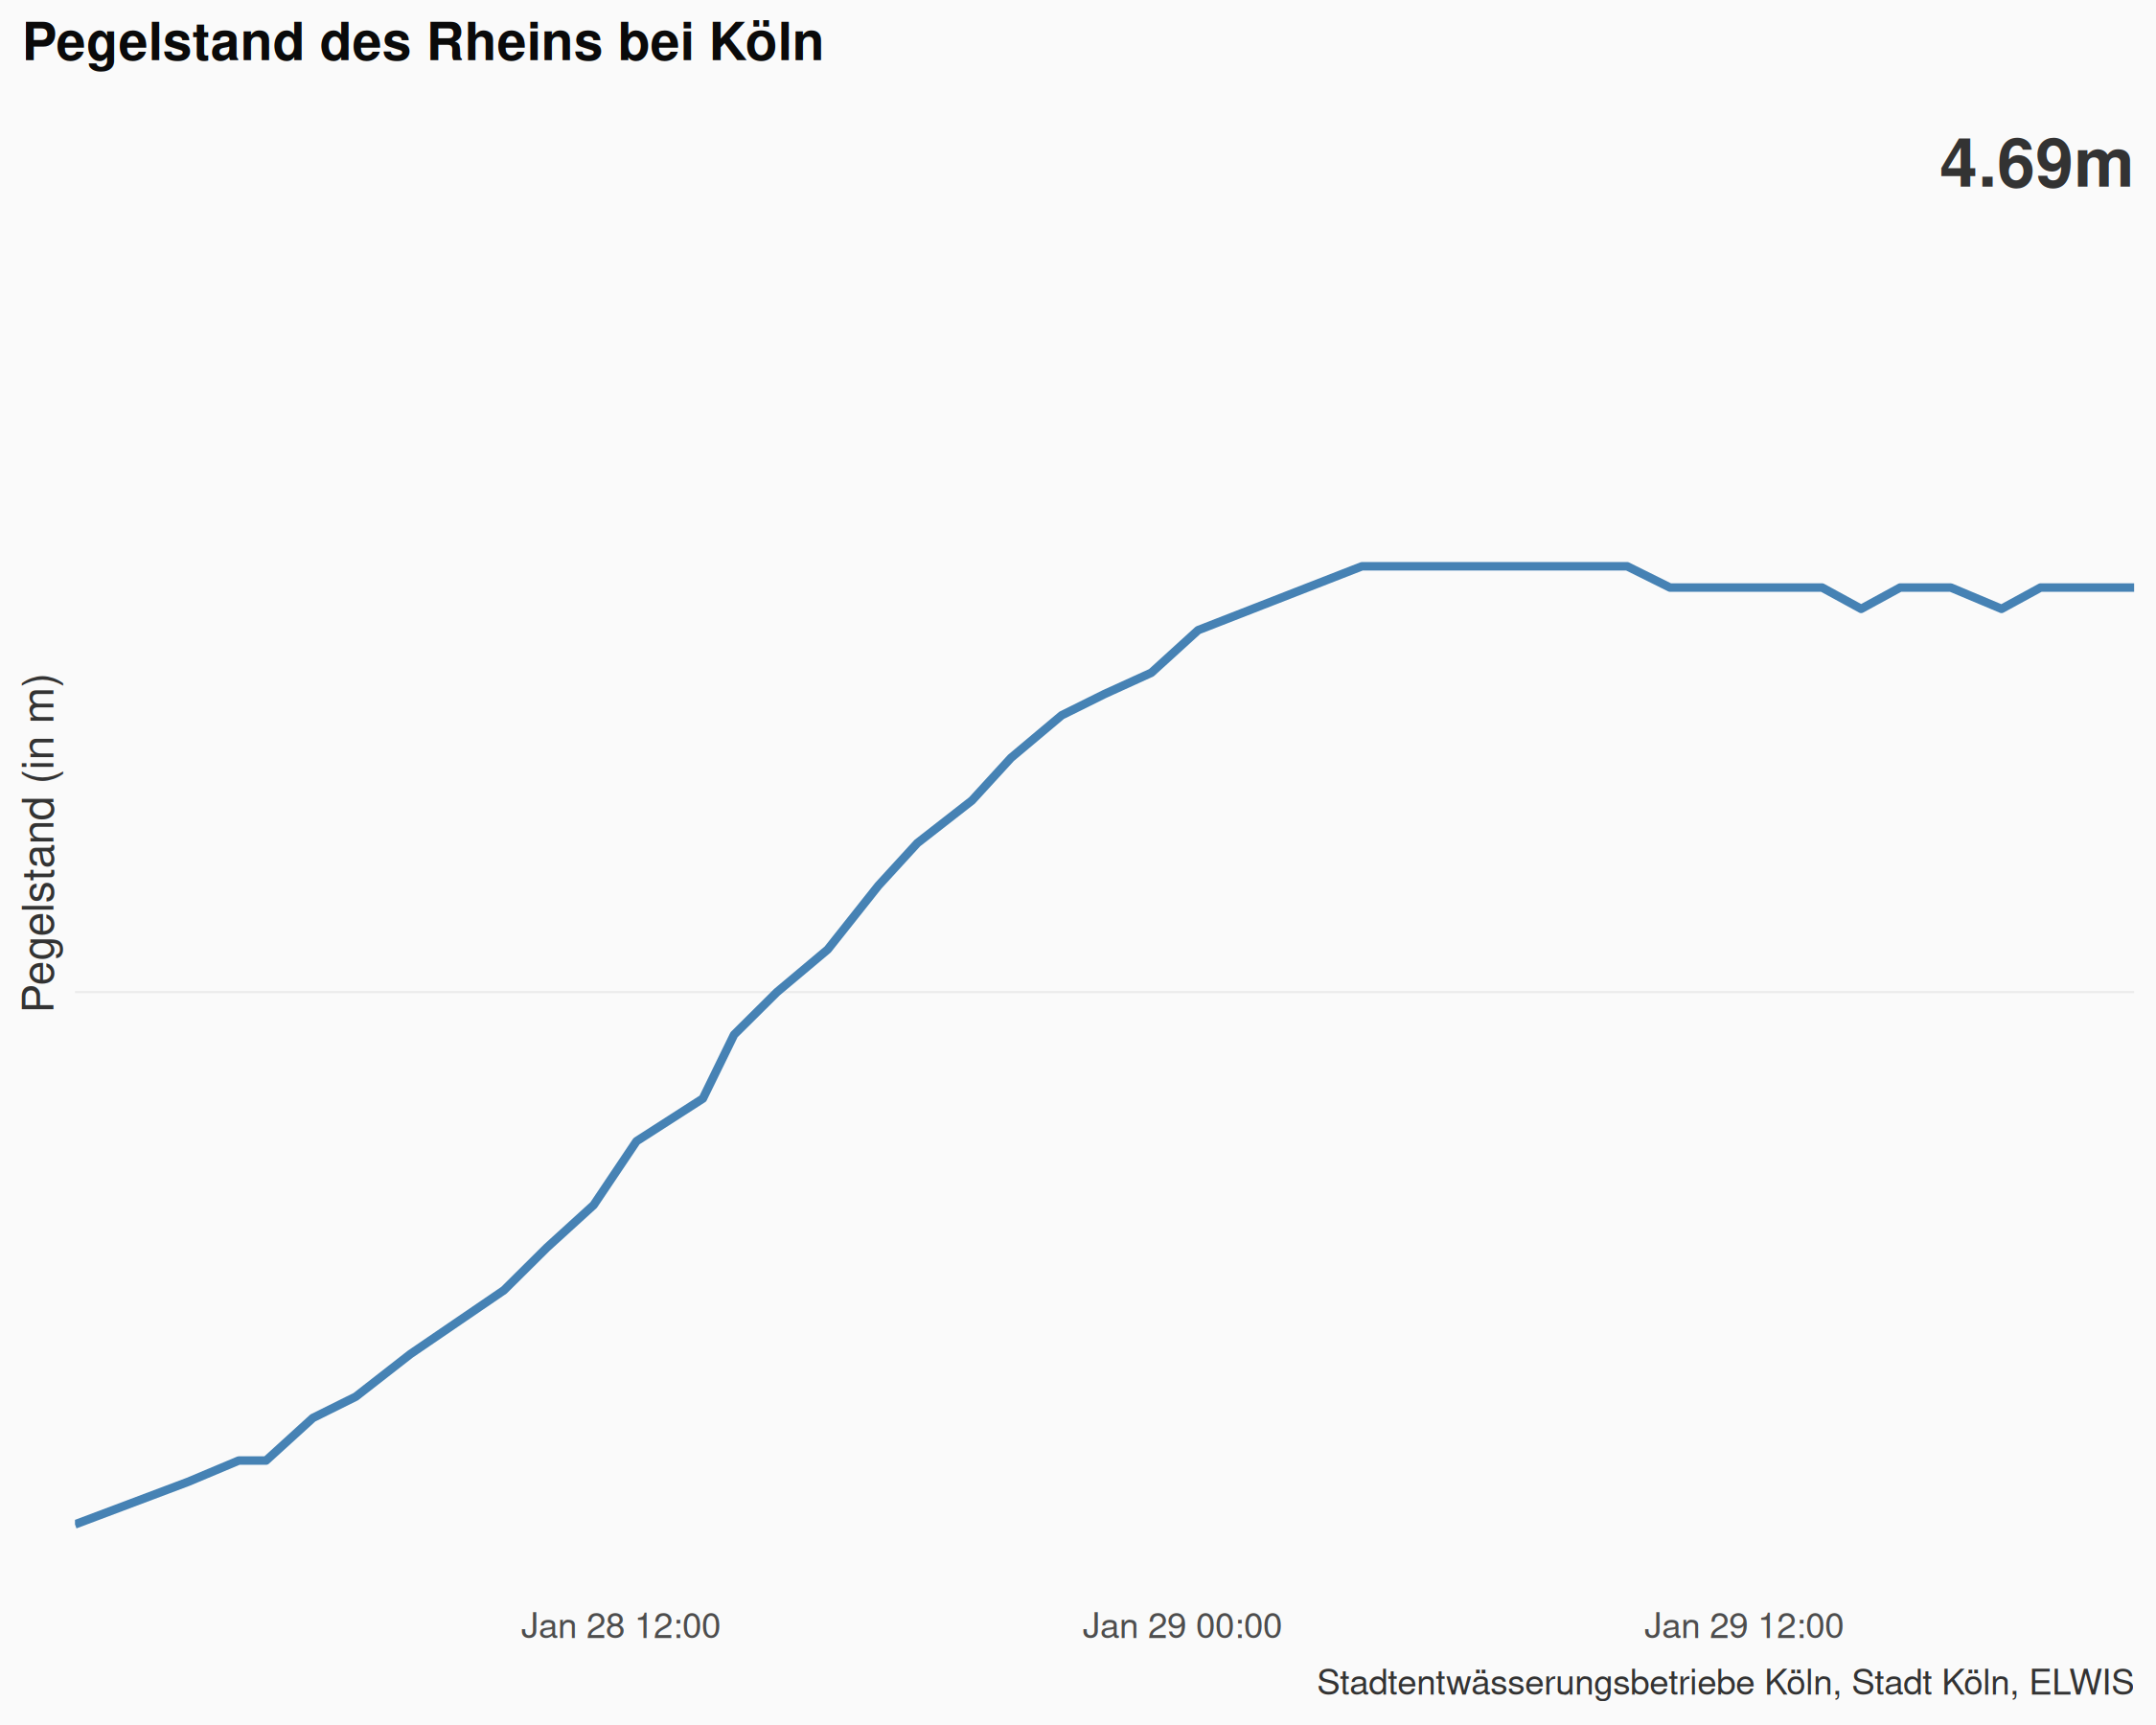 Pegelstand des Rheins bei Köln
4.69m
Pegelstand (in m)
Jan 28 12:00
Jan 29 00:00
Jan 29 12:00
Stadtentwässerungsbetriebe Köln, Stadt Köln, ELWIS